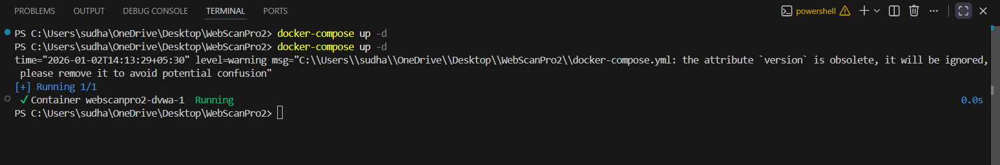 PROBLEMS OUTPUT DEBUG CONSOLE TERMINAL PORTS powershell
PS C:\Users\sudha\OneDrive\Desktop\WebScanPro2> docker-compose up -d
PS C:\Users\sudha\OneDrive\Desktop\WebScanPro2> docker-compose up -d
time="2026-01-02T14:13:29+05:30" level=warning msg="C:\\Users\\sudha\\OneDrive\\Desktop\\WebScanPro2\\docker-compose.yml: the attribute `version` is obsolete, it will be ignored,
please remove it to avoid potential confusion"
[+] Running 1/1
✓ Container webscanpro2-dvwa-1 Running 0.0s
PS C:\Users\sudha\OneDrive\Desktop\WebScanPro2>